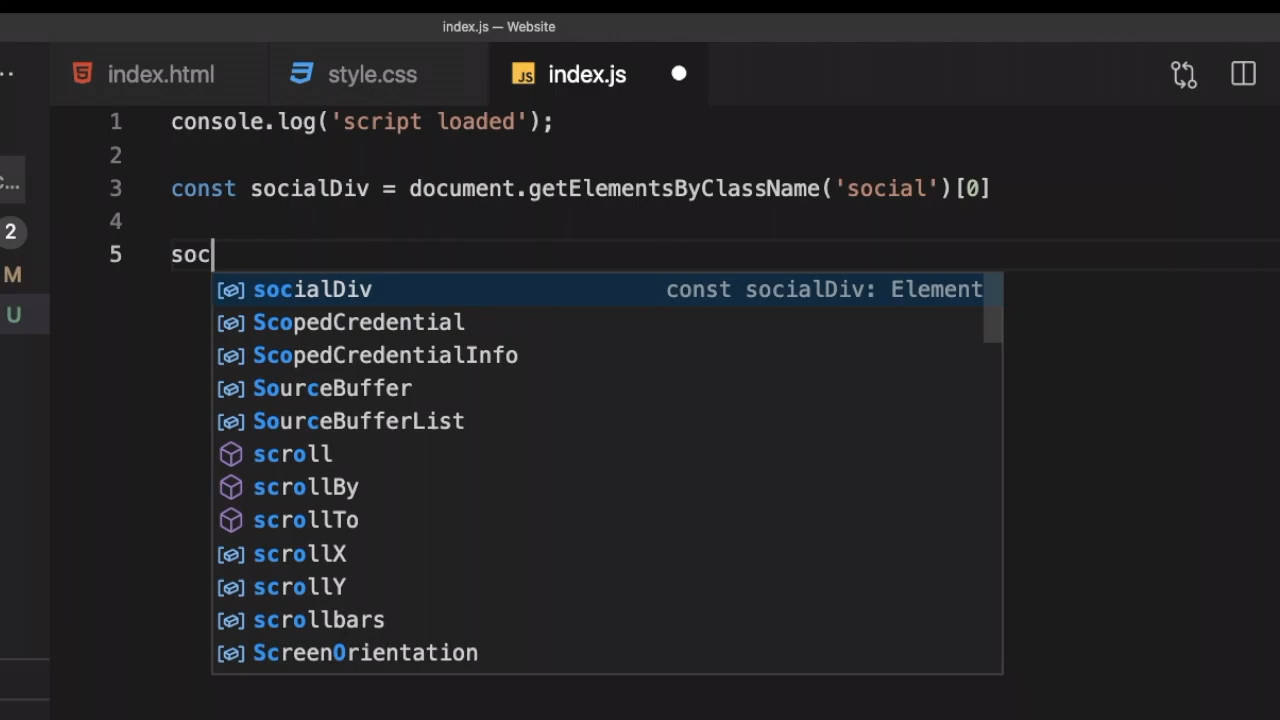 index.js — Website
index.html
style.css
JS index.js
1 console.log('script loaded');
2
3 const socialDiv = document.getElementsByClassName('social')[0]
4
5 soc
socialDiv const socialDiv: Element
ScopedCredential
ScopedCredentialInfo
SourceBuffer
SourceBufferList
scroll
scrollBy
scrollTo
scrollX
scrollY
scrollbars
ScreenOrientation
2
M
U